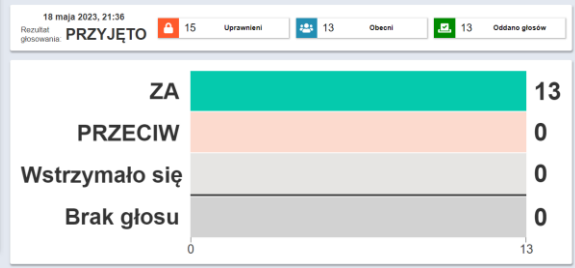 18 maja 2023, 21:36
Rezultat głosowania: PRZYJĘTO
15 Uprawnieni
13 Obecni
13 Oddano głosów
ZA 13
PRZECIW 0
Wstrzymało się 0
Brak głosu 0
0 13